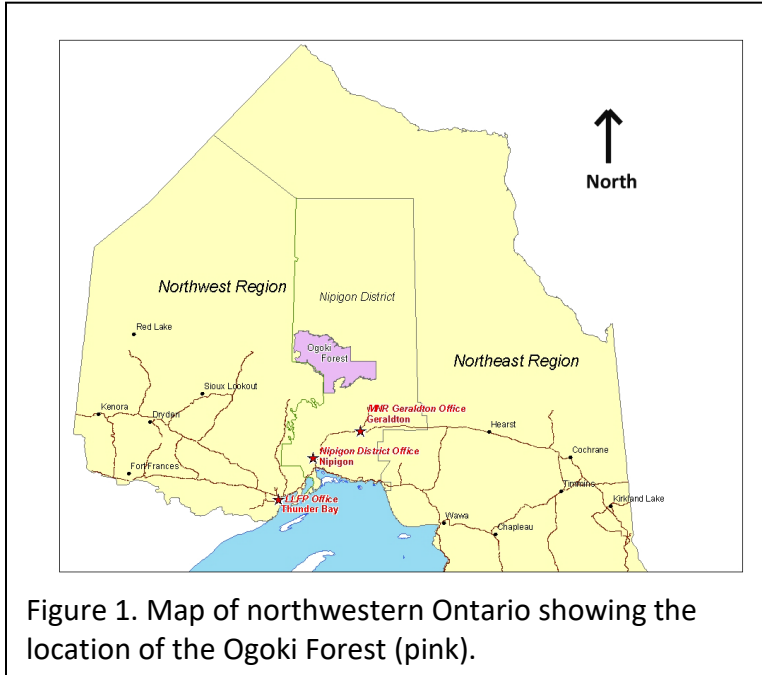 North
Northwest Region
Nipigon District
Red Lake
Ogoki
Forest
Northeast Region
Sioux Lookout
Kenora
Dryden
MNR Geraldton Office
Geraldton
Hearst
Nipigon District Office
Nipigon
Cochrane
Fort Frances
Timmins
LLFP Office
Thunder Bay
Kirkland Lake
Wawa
Chapleau
Figure 1. Map of northwestern Ontario showing the
location of the Ogoki Forest (pink).